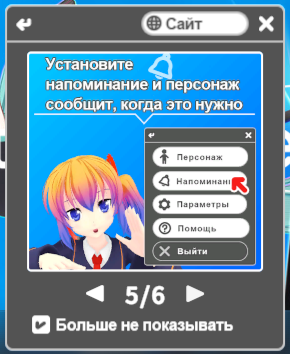 Сайт
Установите
напоминание и персонаж
сообщит, когда это нужно
Персонаж
Напоминани
Параметры
Помощь
Выйти
5/6
Больше не показывать